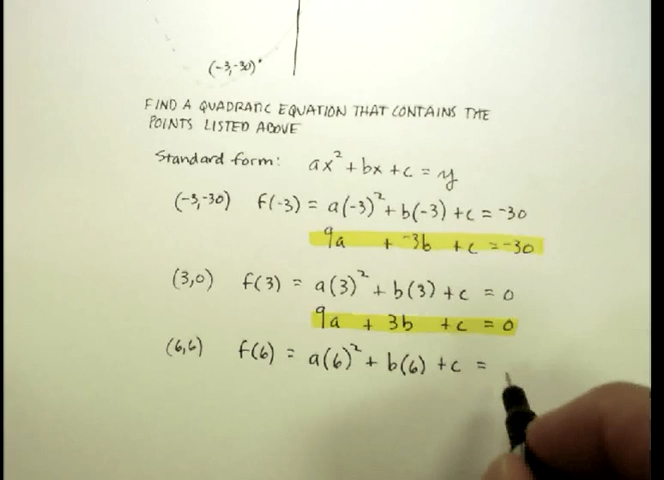 (-3,-30)
FIND A QUADRATIC EQUATION THAT CONTAINS THE
POINTS LISTED ABOVE
Standard form: ax² + bx + c = y
(-3,-30) f(-3) = a(-3)² + b(-3) + c = -30
9a + -3b + c = -30
(3,0) f(3) = a(3)² + b(3) + c = 0
9a + 3b + c = 0
(6,6) f(6) = a(6)² + b(6) + c =